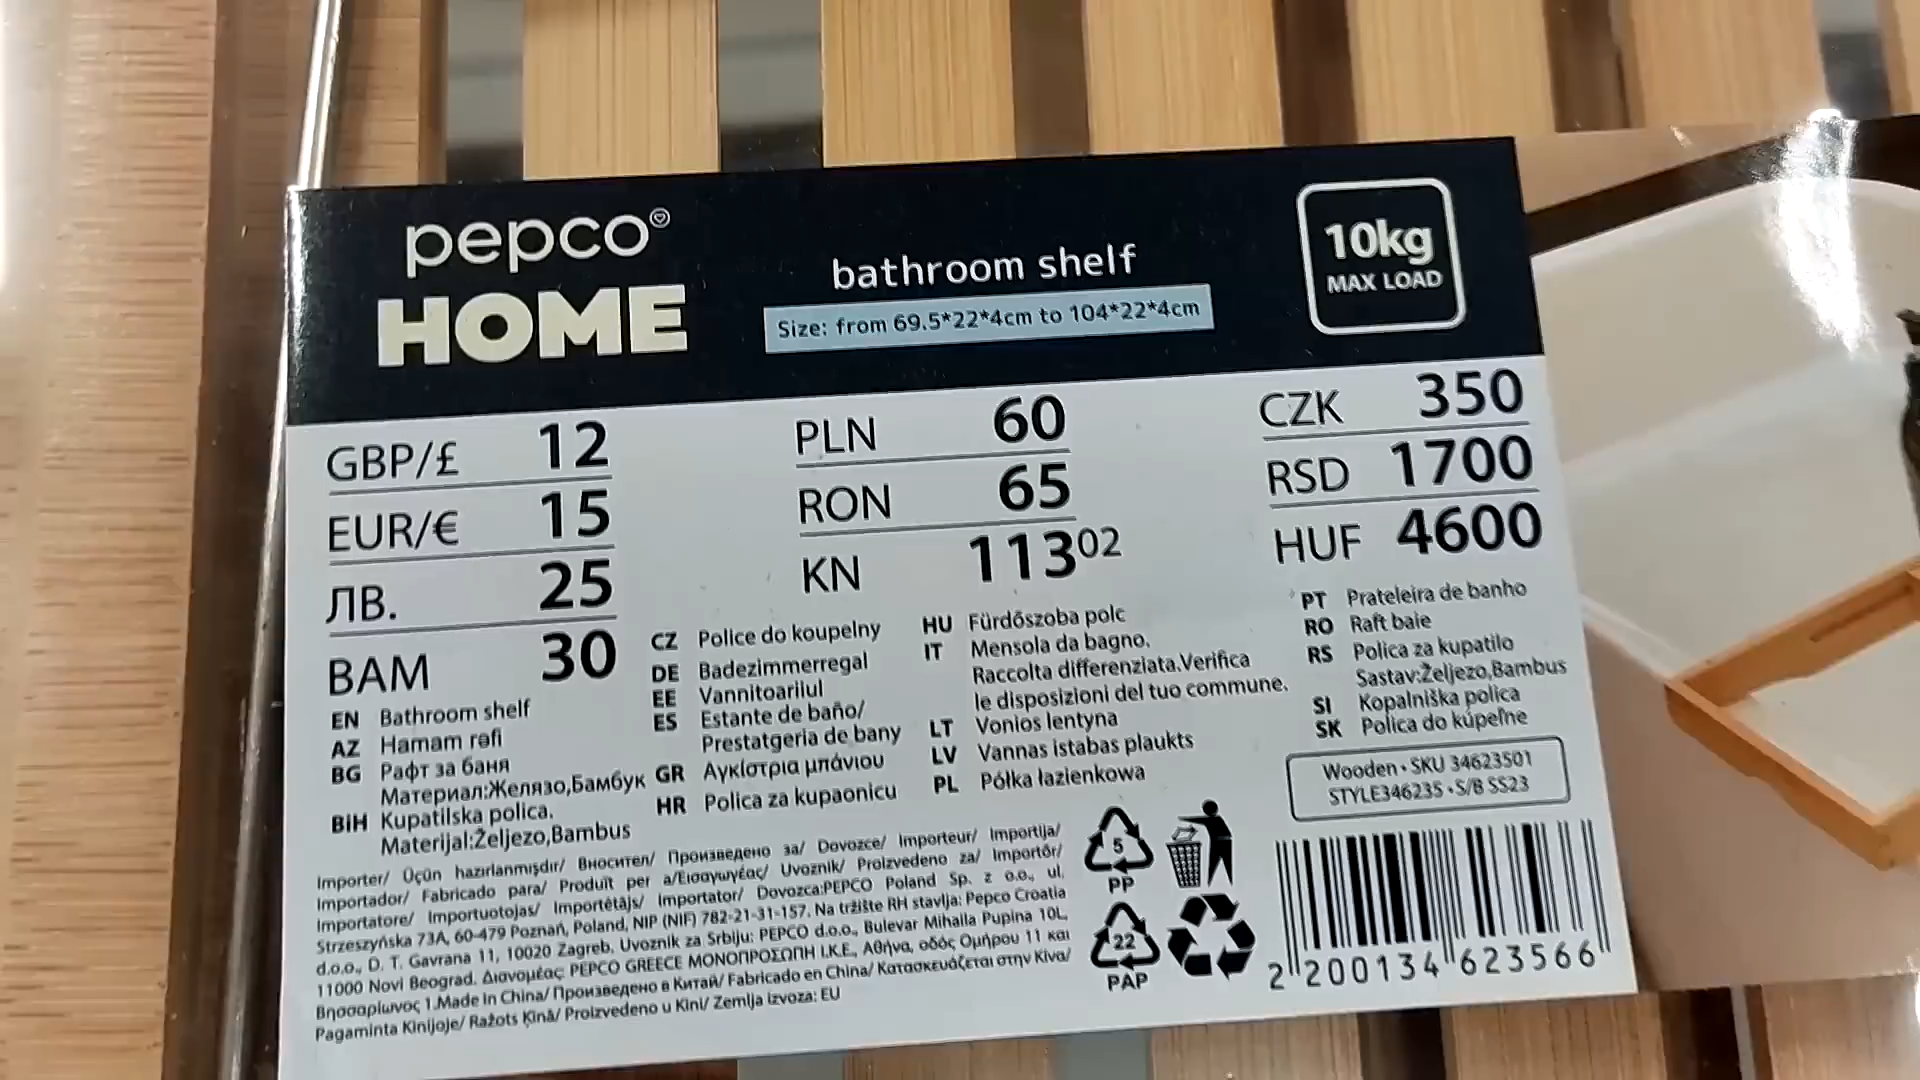 pepco
HOME
bathroom shelf
Size: from 69.5*22*4cm to 104*22*4cm
10kg
MAX LOAD
GBP/£ 12
EUR/€ 15
ЛВ. 25
BAM 30
PLN 60
RON 65
KN 113 02
CZK 350
RSD 1700
HUF 4600
EN Bathroom shelf
AZ Hamam rəfi
BG Рафт за баня
Материал:Желязо,Бамбук
BIH Kupatilska polica.
Materijal:Željezo,Bambus
CZ Police do koupelny
DE Badezimmerregal
EE Vannitoariiul
ES Estante de baño/
Prestatgeria de bany
GR Αγκίστρια μπάνιου
HR Polica za kupaonicu
HU Fürdőszoba polc
IT Mensola da bagno.
Raccolta differenziata.Verifica
le disposizioni del tuo commune.
LT Vonios lentyna
LV Vannas istabas plaukts
PL Półka łazienkowa
PT Prateleira de banho
RO Raft baie
RS Polica za kupatilo
Sastav:Željezo,Bambus
SI Kopalniška polica
SK Polica do kúpeľne
Wooden • SKU 34623501
STYLE346235 • S/B SS23
Importer/ Üçün hazırlanmışdır/ Вносител/ Произведено за/ Dovozce/ Importeur/ Importija/
Importador/ Fabricado para/ Produït per a/Εισαγωγέας/ Uvoznik/ Proizvedeno za/ Importőr/
Importatore/ Importuotojas/ Importētājs/ Importator/ Dovozca:PEPCO Poland Sp. z o.o., ul.
Strzeszyńska 73A, 60-479 Poznań, Poland, NIP (NIF) 782-21-31-157. Na tržište RH stavlja: Pepco Croatia
d.o.o., D. T. Gavrana 11, 10020 Zagreb. Uvoznik za Srbiju: PEPCO d.o.o., Bulevar Mihaila Pupina 10L,
11000 Novi Beograd. Διανομέας: PEPCO GREECE ΜΟΝΟΠΡΟΣΩΠΗ Ι.Κ.Ε., Αθήνα, οδός Ομήρου 11 και
Βησσαρίωνος 1.Made in China/ Произведено в Китай/ Fabricado en China/ Κατασκευάζεται στην Κίνα/
Pagaminta Kinijoje/ Ražots Ķīnā/ Proizvedeno u Kini/ Zemlja izvoza: EU
5
PP
22
PAP
2 200134 623566